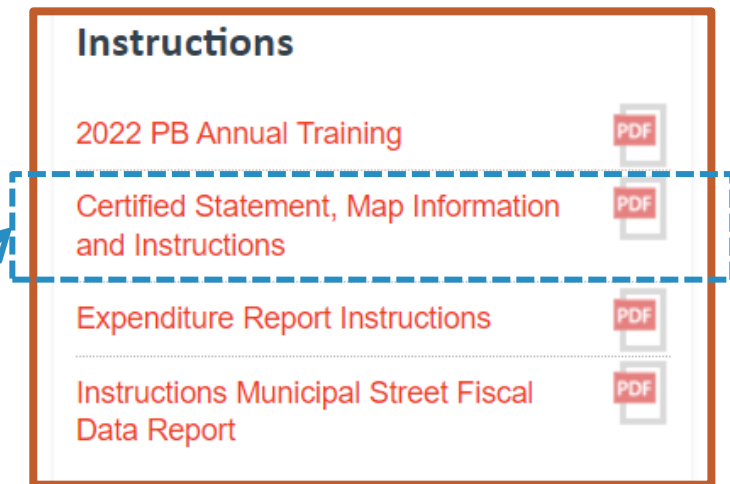 Instructions
2022 PB Annual Training
PDF
Certified Statement, Map Information
and Instructions
PDF
Expenditure Report Instructions
PDF
Instructions Municipal Street Fiscal
Data Report
PDF